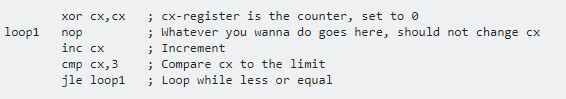 xor cx,cx   ; cx-register is the counter, set to 0
loop1   nop         ; Whatever you wanna do goes here, should not change cx
inc cx      ; Increment
cmp cx,3    ; Compare cx to the limit
jle loop1   ; Loop while less or equal